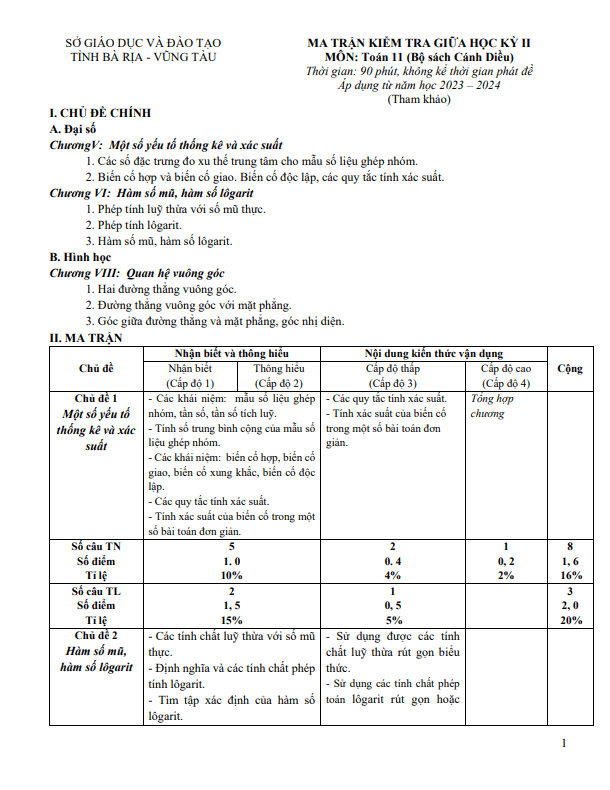 SỞ GIÁO DỤC VÀ ĐÀO TẠO
TỈNH BÀ RỊA - VŨNG TÀU
MA TRẬN KIỂM TRA GIỮA HỌC KỲ II
MÔN: Toán 11 (Bộ sách Cánh Diều)
Thời gian: 90 phút, không kể thời gian phát đề
Áp dụng từ năm học 2023 – 2024
(Tham khảo)
I. CHỦ ĐỀ CHÍNH
A. Đại số
ChươngV: Một số yếu tố thống kê và xác suất
1. Các số đặc trưng đo xu thế trung tâm cho mẫu số liệu ghép nhóm.
2. Biến cố hợp và biến cố giao. Biến cố độc lập, các quy tắc tính xác suất.
Chương VI: Hàm số mũ, hàm số lôgarit
1. Phép tính luỹ thừa với số mũ thực.
2. Phép tính lôgarit.
3. Hàm số mũ, hàm số lôgarit.
B. Hình học
Chương VIII: Quan hệ vuông góc
1. Hai đường thẳng vuông góc.
2. Đường thẳng vuông góc với mặt phẳng.
3. Góc giữa đường thẳng và mặt phẳng, góc nhị diện.
II. MA TRẬN
Chủ đề
Nhận biết và thông hiểu
Nội dung kiến thức vận dụng
Cộng
Nhận biết
(Cấp độ 1)
Thông hiểu
(Cấp độ 2)
Cấp độ thấp
(Cấp độ 3)
Cấp độ cao
(Cấp độ 4)
Chủ đề 1
Một số yếu tố
thống kê và xác
suất
- Các khái niệm: mẫu số liệu ghép
nhóm, tần số, tần số tích luỹ.
- Tính số trung bình cộng của mẫu số
liệu ghép nhóm.
- Các khái niệm: biến cố hợp, biến cố
giao, biến cố xung khắc, biến cố độc
lập.
- Các quy tắc tính xác suất.
- Tính xác suất của biến cố trong một
số bài toán đơn giản.
- Các quy tắc tính xác suất.
- Tính xác suất của biến cố
trong một số bài toán đơn
giản.
Tổng hợp
chương
Số câu TN
Số điểm
Tỉ lệ
5
1. 0
10%
2
0. 4
4%
1
0, 2
2%
8
1, 6
16%
Số câu TL
Số điểm
Tỉ lệ
2
1, 5
15%
1
0, 5
5%
3
2, 0
20%
Chủ đề 2
Hàm số mũ,
hàm số lôgarit
- Các tính chất luỹ thừa với số mũ
thực.
- Định nghĩa và các tính chất phép
tính lôgarit.
- Tìm tập xác định của hàm số
lôgarit.
- Sử dụng được các tính
chất luỹ thừa rút gọn biểu
thức.
- Sử dụng các tính chất phép
toán lôgarit rút gọn hoặc
1